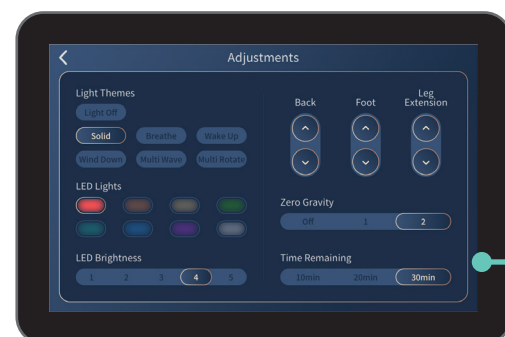 Adjustments
Light Themes
Light Off
Solid Breathe Wake Up
Wind Down Multi Wave Multi Rotate
LED Lights
LED Brightness
1 2 3 4 5
Back Foot Leg Extension
Zero Gravity
Off 1 2
Time Remaining
10min 20min 30min